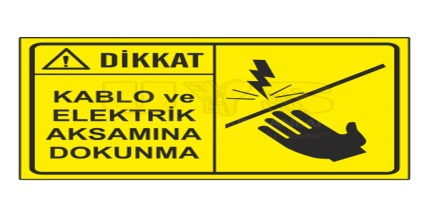 DİKKAT
KABLO ve
ELEKTRİK
AKSAMINA
DOKUNMA